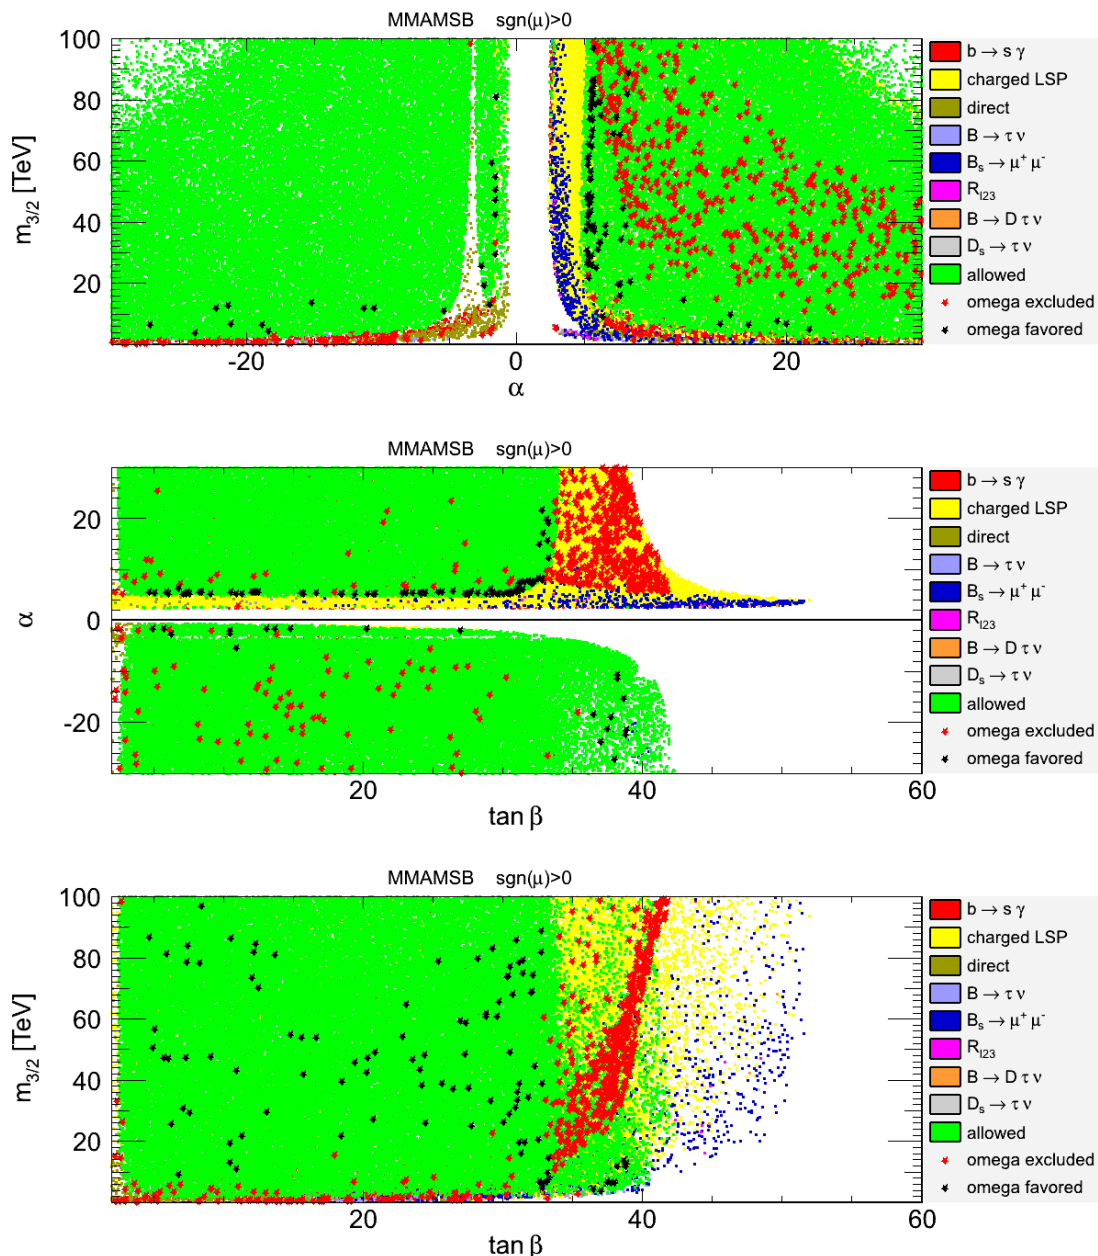 MMAMSB sgn(μ)>0
100
80
60
40
20
0
m3/2 [TeV]
-20 0 20
α
b → s γ
charged LSP
direct
B → τ ν
Bs → μ+ μ-
Rl23
B → D τ ν
Ds → τ ν
allowed
omega excluded
omega favored
MMAMSB sgn(μ)>0
20
0
-20
α
20 40 60
tan β
b → s γ
charged LSP
direct
B → τ ν
Bs → μ+ μ-
Rl23
B → D τ ν
Ds → τ ν
allowed
omega excluded
omega favored
MMAMSB sgn(μ)>0
100
80
60
40
20
m3/2 [TeV]
20 40 60
tan β
b → s γ
charged LSP
direct
B → τ ν
Bs → μ+ μ-
Rl23
B → D τ ν
Ds → τ ν
allowed
omega excluded
omega favored